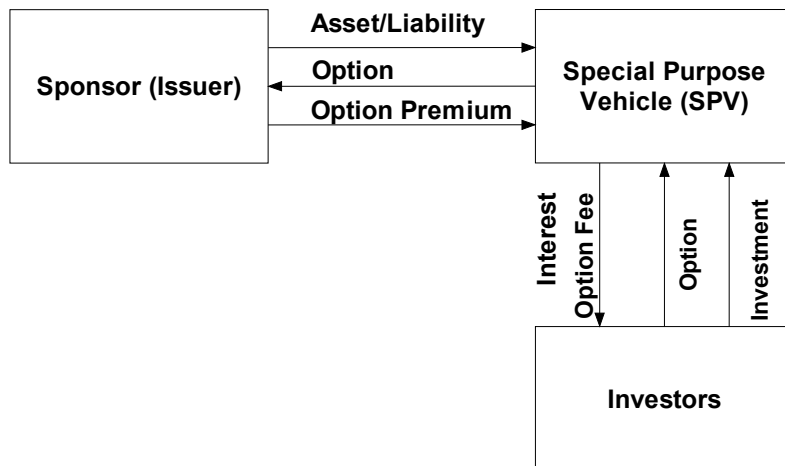 Asset/Liability
Sponsor (Issuer)
Option
Option Premium
Special Purpose
Vehicle (SPV)
Interest
Option Fee
Option
Investment
Investors